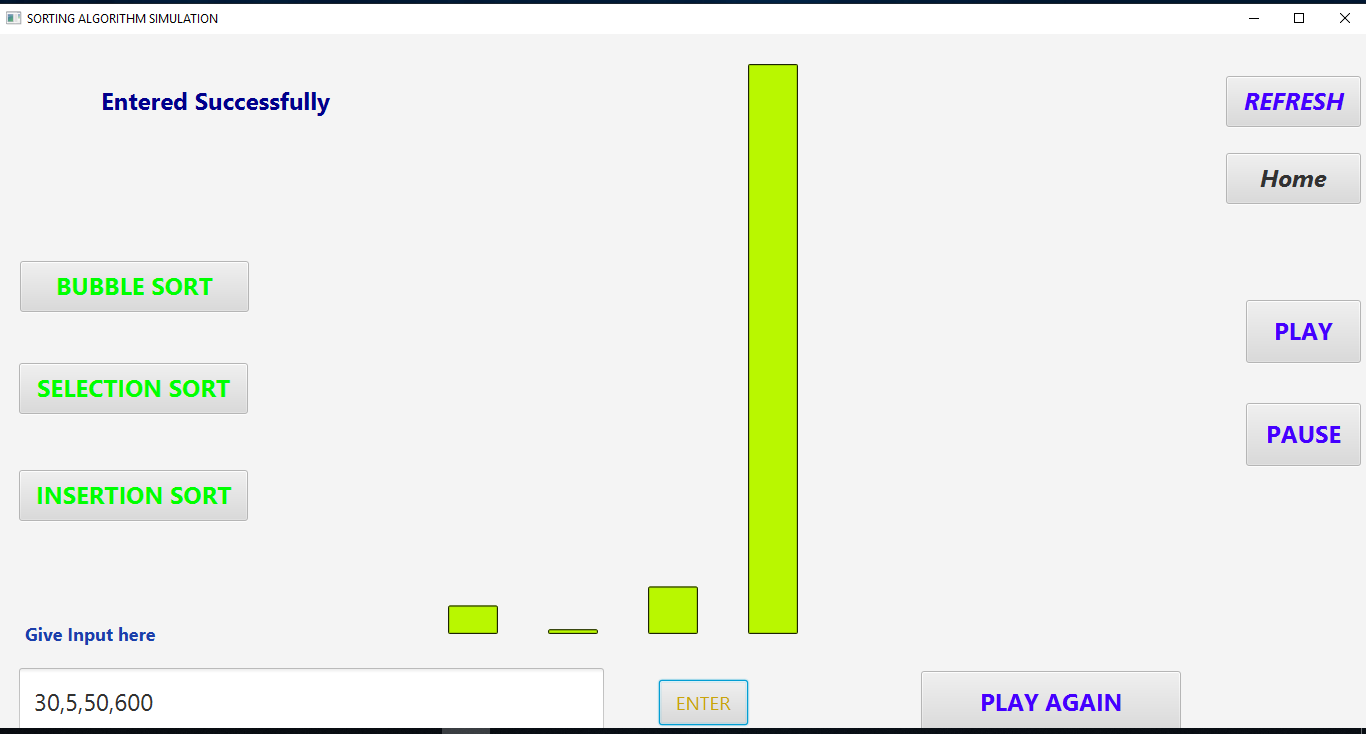 SORTING ALGORITHM SIMULATION
Entered Successfully
REFRESH
Home
BUBBLE SORT
PLAY
SELECTION SORT
PAUSE
INSERTION SORT
Give Input here
30,5,50,600
ENTER
PLAY AGAIN